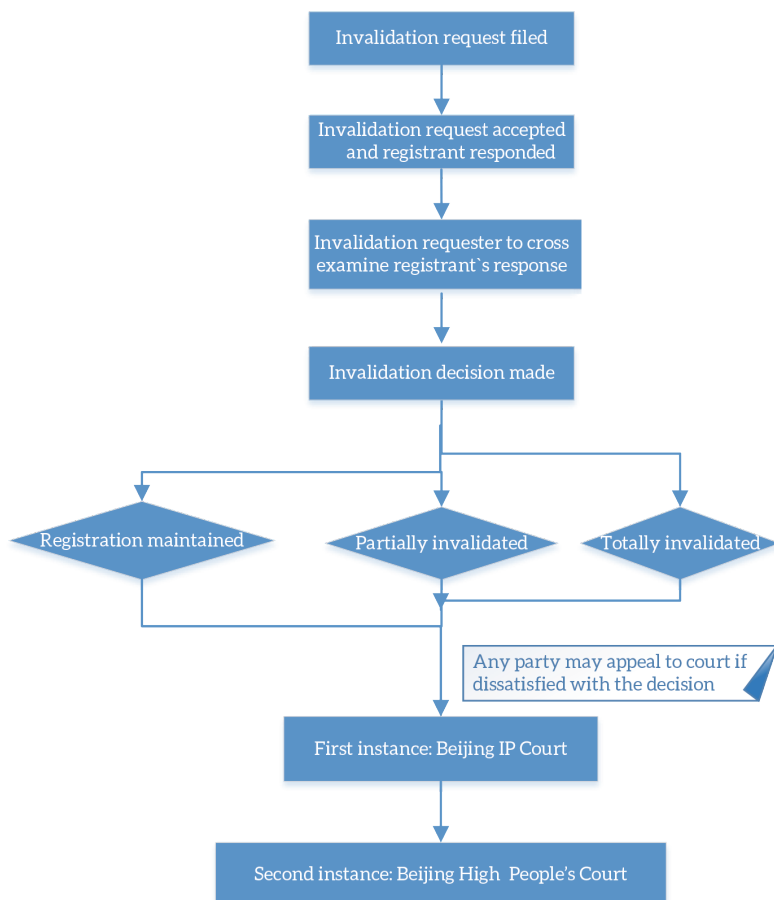 Invalidation request filed
Invalidation request accepted
and registrant responded
Invalidation requester to cross
examine registrant`s response
Invalidation decision made
Registration maintained
Partially invalidated
Totally invalidated
Any party may appeal to court if
dissatisfied with the decision
First instance: Beijing IP Court
Second instance: Beijing High People’s Court